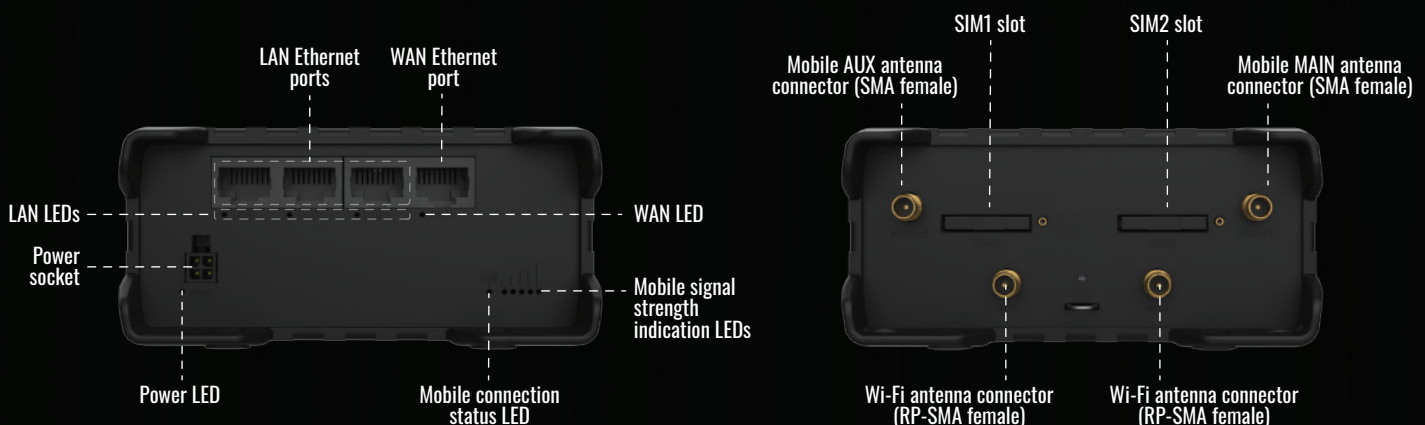 LAN Ethernet
ports
WAN Ethernet
port
LAN LEDs
WAN LED
Power
socket
Mobile signal
strength
indication LEDs
Power LED
Mobile connection
status LED
SIM1 slot
SIM2 slot
Mobile AUX antenna
connector (SMA female)
Mobile MAIN antenna
connector (SMA female)
Wi-Fi antenna connector
(RP-SMA female)
Wi-Fi antenna connector
(RP-SMA female)